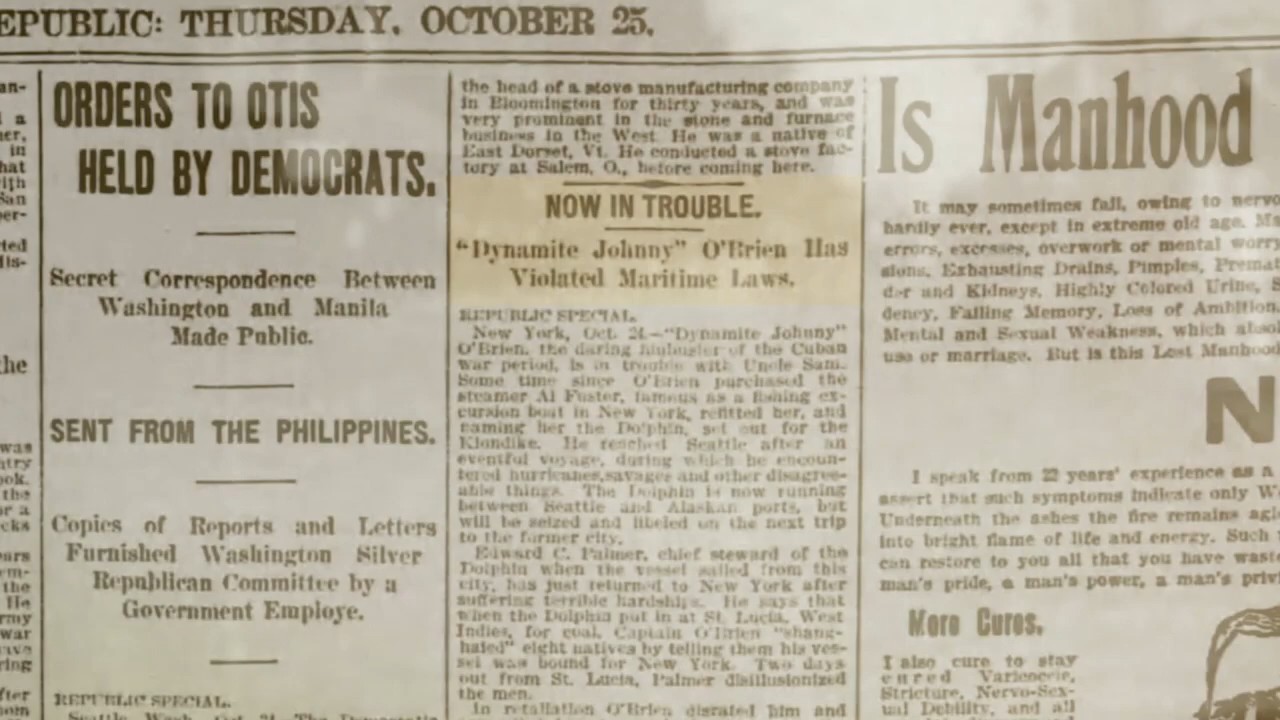 EPUBLIC: THURSDAY, OCTOBER 25,
ORDERS TO OTIS
HELD BY DEMOCRATS.
Secret Correspondence Between
Washington and Manila
Made Public.
SENT FROM THE PHILIPPINES.
Copies of Reports and Letters
Furnished Washington Silver
Republican Committee by a
Government Employe.
REPUBLIC SPECIAL.
the head of a stove manufacturing company
in Bloomington for thirty years, and was
very prominent in the stone and furnace
business in the West. He was a native of
East Dorset, Vt. He conducted a stove fac-
tory at Salem, O., before coming here.
NOW IN TROUBLE.
"Dynamite Johnny" O'Brien Has
Violated Maritime Laws.
REPUBLIC SPECIAL.
New York, Oct. 24.—"Dynamite Johnny"
O'Brien, the daring filibuster of the Cuban
war period, is in trouble with Uncle Sam.
Some time since O'Brien purchased the
steamer Al Foster, famous as a fishing ex-
cursion boat in New York, refitted her, and
naming her the Dolphin, set out for the
Klondike. He reached Seattle after an
eventful voyage, during which he encoun-
tered hurricanes, savages and other disagree-
able things. The Dolphin is now running
between Seattle and Alaskan ports, but
will be seized and libeled on the next trip
to the former city.
Edward C. Palmer, chief steward of the
Dolphin when the vessel sailed from this
city, has just returned to New York after
suffering terrible hardships. He says that
when the Dolphin put in at St. Lucia, West
Indies, for coal, Captain O'Brien "shang-
haied" eight natives by telling them his ves-
sel was bound for New York. Two days
out from St. Lucia, Palmer disillusionized
the men.
In retaliation O'Brien disrated him and
Is Manhood
It may sometimes fail, owing to nervo
hardly ever, except in extreme old age. Ma
errors, excesses, overwork or mental worry
sions, Exhausting Drains, Pimples, Premat
der and Kidneys, Highly Colored Urine, S
dency, Failing Memory, Loss of Ambition,
Mental and Sexual Weakness, which abso
use or marriage. But is this Lost Manhood
N
I speak from 22 years' experience as a
assert that such symptoms indicate only W
Underneath the ashes the fire remains agl
into bright flame of life and energy. Such
can restore to you all that you have wast
man's pride, a man's power, a man's privi
More Cures.
I also cure to stay
cured Varicocele,
Stricture, Nervo-Sex-
ual Debility, and all